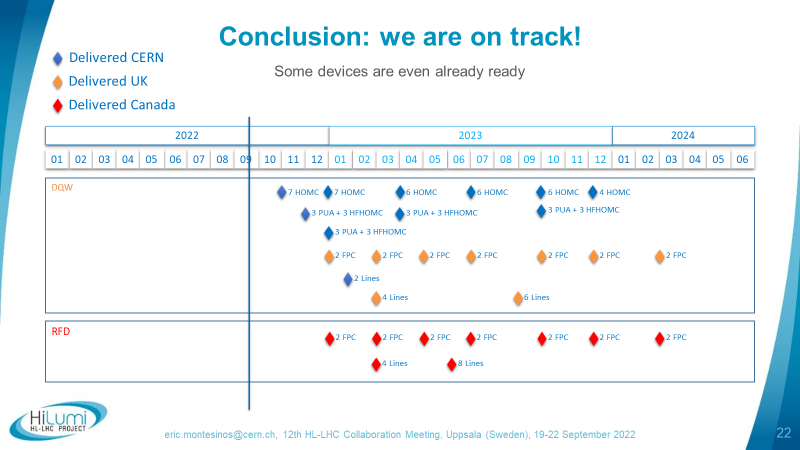 Conclusion: we are on track!
Some devices are even already ready
Delivered CERN
Delivered UK
Delivered Canada
2022 2023 2024
01 02 03 04 05 06 07 08 09 10 11 12 01 02 03 04 05 06 07 08 09 10 11 12 01 02 03 04 05 06
DQW
7 HOMC 7 HOMC 6 HOMC 6 HOMC 6 HOMC 4 HOMC
3 PUA + 3 HFHOMC 3 PUA + 3 HFHOMC 3 PUA + 3 HFHOMC
3 PUA + 3 HFHOMC
2 FPC 2 FPC 2 FPC 2 FPC 2 FPC 2 FPC 2 FPC
2 Lines
4 Lines 6 Lines
RFD
2 FPC 2 FPC 2 FPC 2 FPC 2 FPC 2 FPC 2 FPC
4 Lines 8 Lines
HiLumi
HL-LHC PROJECT
eric.montesinos@cern.ch, 12th HL-LHC Collaboration Meeting, Uppsala (Sweden), 19-22 September 2022
22